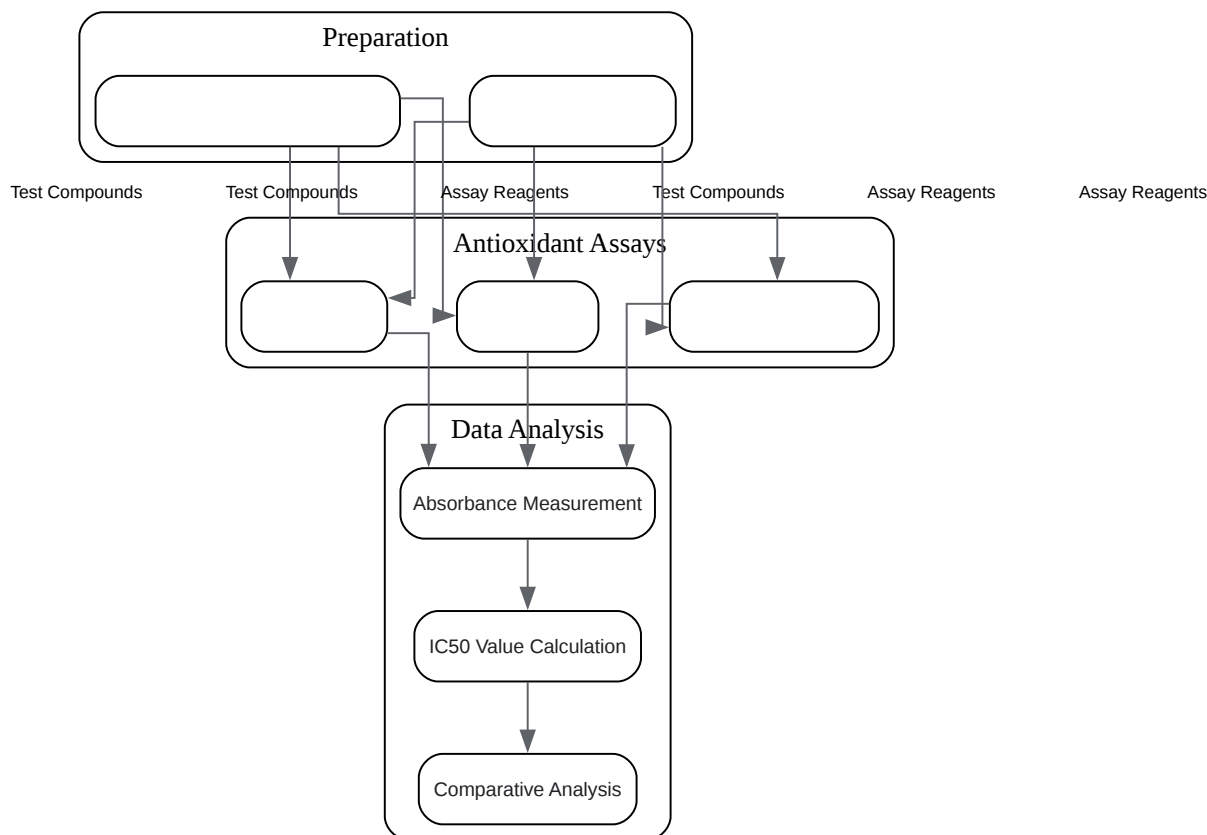 Preparation
Test Compounds
Test Compounds
Assay Reagents
Test Compounds
Assay Reagents
Assay Reagents
Antioxidant Assays
Data Analysis
Absorbance Measurement
IC50 Value Calculation
Comparative Analysis